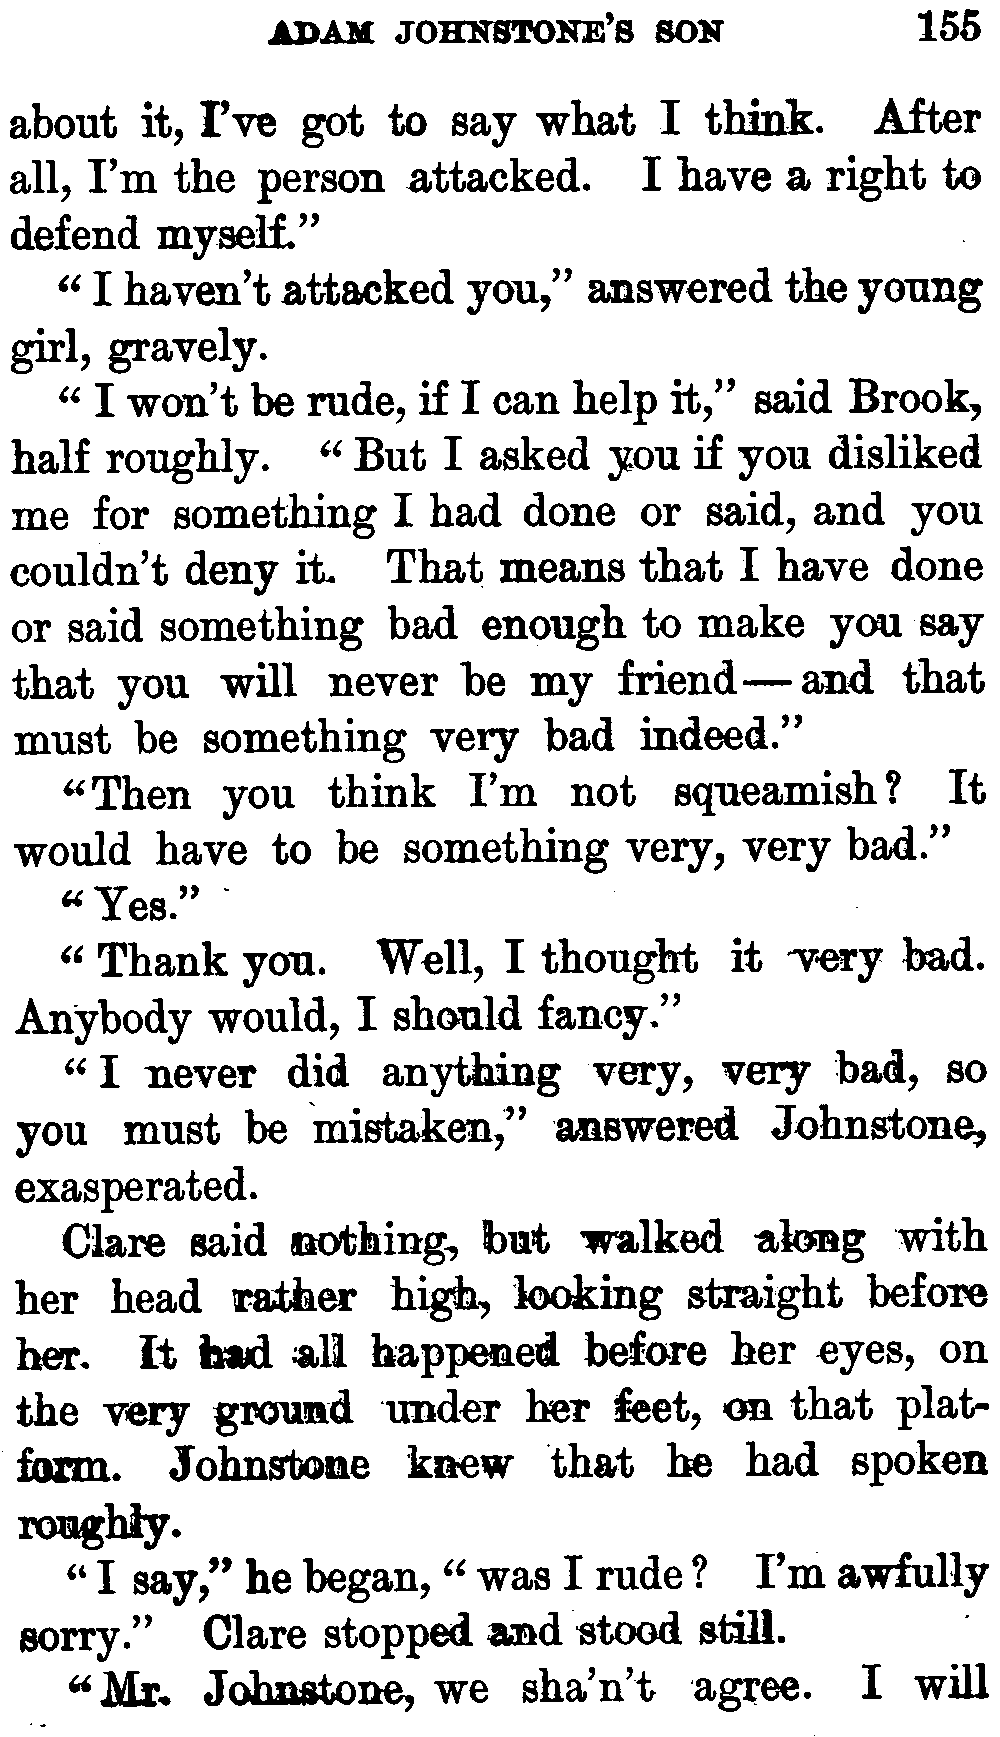 ADAM JOHNSTONE'S SON 155
about it, I've got to say what I think. After
all, I'm the person attacked. I have a right to
defend myself."
"I haven't attacked you," answered the young
girl, gravely.
"I won't be rude, if I can help it," said Brook,
half roughly. "But I asked you if you disliked
me for something I had done or said, and you
couldn't deny it. That means that I have done
or said something bad enough to make you say
that you will never be my friend—and that
must be something very bad indeed."
"Then you think I'm not squeamish? It
would have to be something very, very bad."
"Yes."
"Thank you. Well, I thought it very bad.
Anybody would, I should fancy."
"I never did anything very, very bad, so
you must be mistaken," answered Johnstone,
exasperated.
Clare said nothing, but walked along with
her head rather high, looking straight before
her. It had all happened before her eyes, on
the very ground under her feet, on that plat-
form. Johnstone knew that he had spoken
roughly.
"I say," he began, "was I rude? I'm awfully
sorry." Clare stopped and stood still.
"Mr. Johnstone, we sha'n't agree. I will